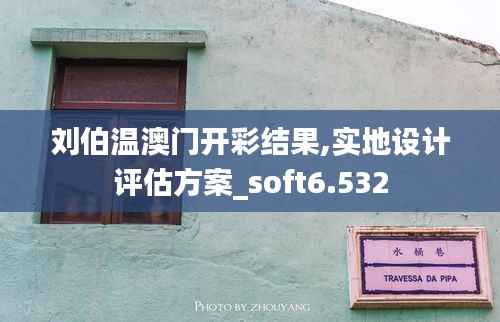 刘伯温澳门开彩结果,实地设计
评估方案_soft6.532
水桶巷
TRAVESSA DA PIPA
PHOTO BY ZHOUYANG